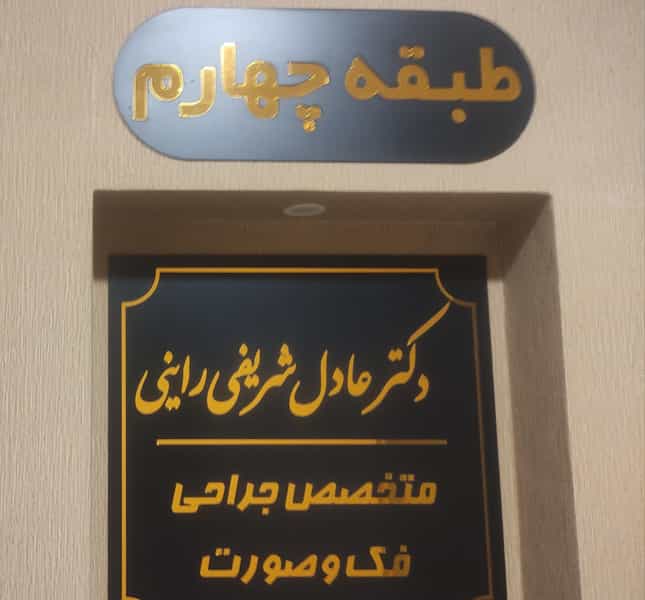 طبقه چهارم
دکتر عادل شریفی راینی
متخصص جراحی
فک و صورت